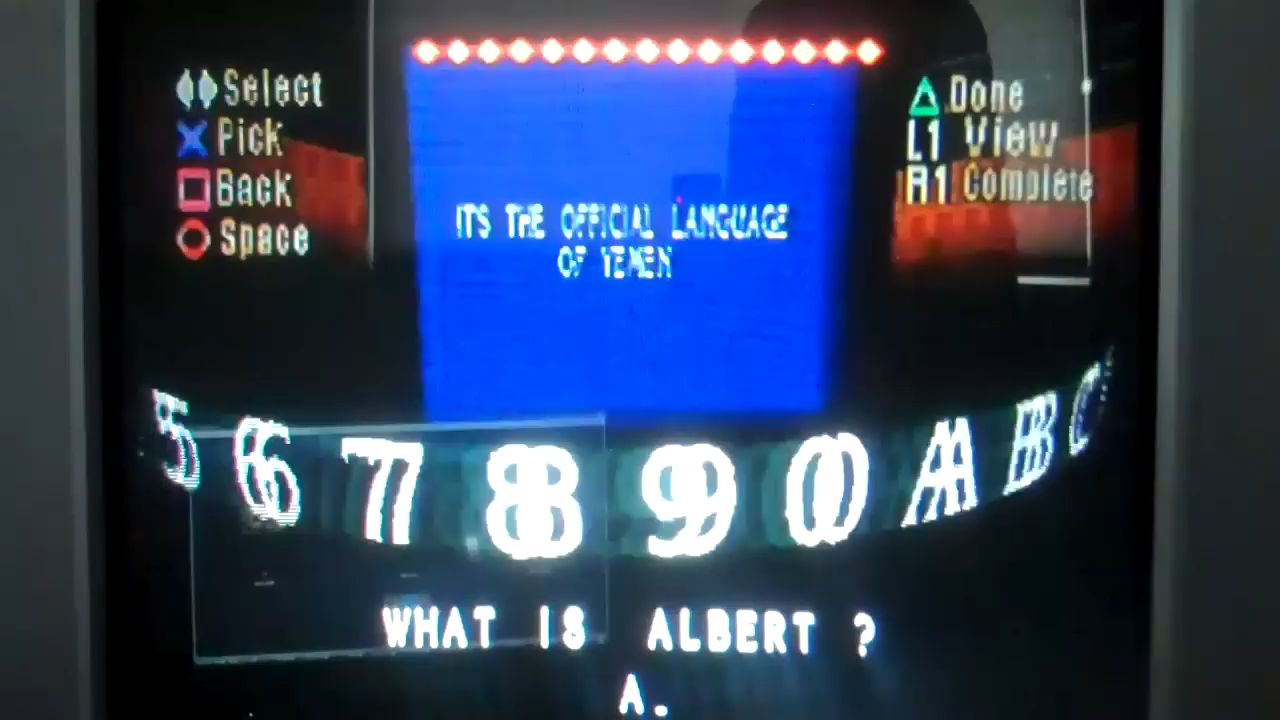 Select
Pick
Back
Space
Done
L1 View
R1 Complete
IT'S THE OFFICIAL LANGUAGE
OF YEMEN
5 6 7 8 9 0 A B C
WHAT IS ALBERT ?
A.